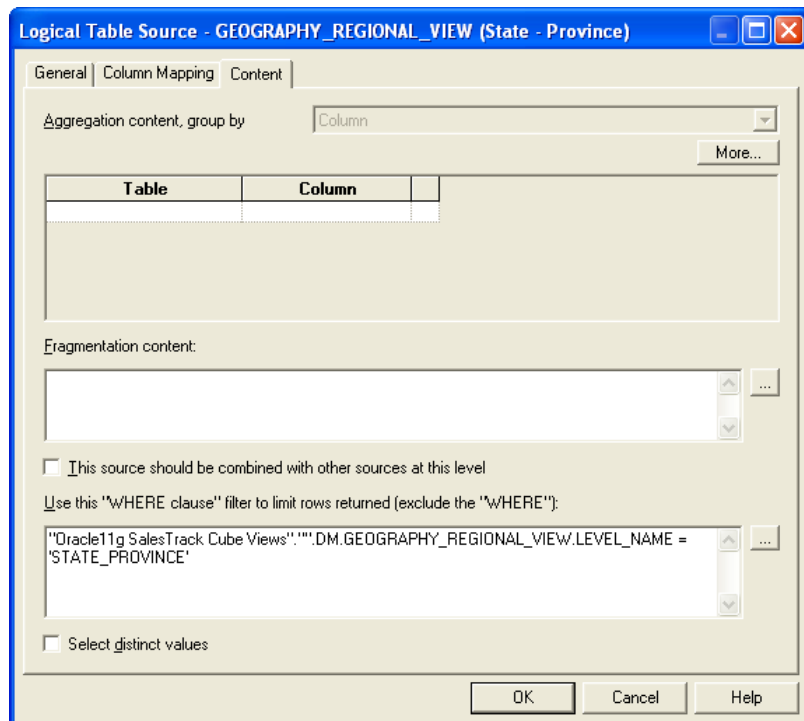 Logical Table Source - GEOGRAPHY_REGIONAL_VIEW (State - Province)
General Column Mapping Content
Aggregation content, group by Column
More...
Table Column
Fragmentation content:
...
This source should be combined with other sources at this level
Use this "WHERE clause" filter to limit rows returned (exclude the "WHERE"):
"Oracle11g SalesTrack Cube Views"."".DM.GEOGRAPHY_REGIONAL_VIEW.LEVEL_NAME =
'STATE_PROVINCE'
...
Select distinct values
OK Cancel Help